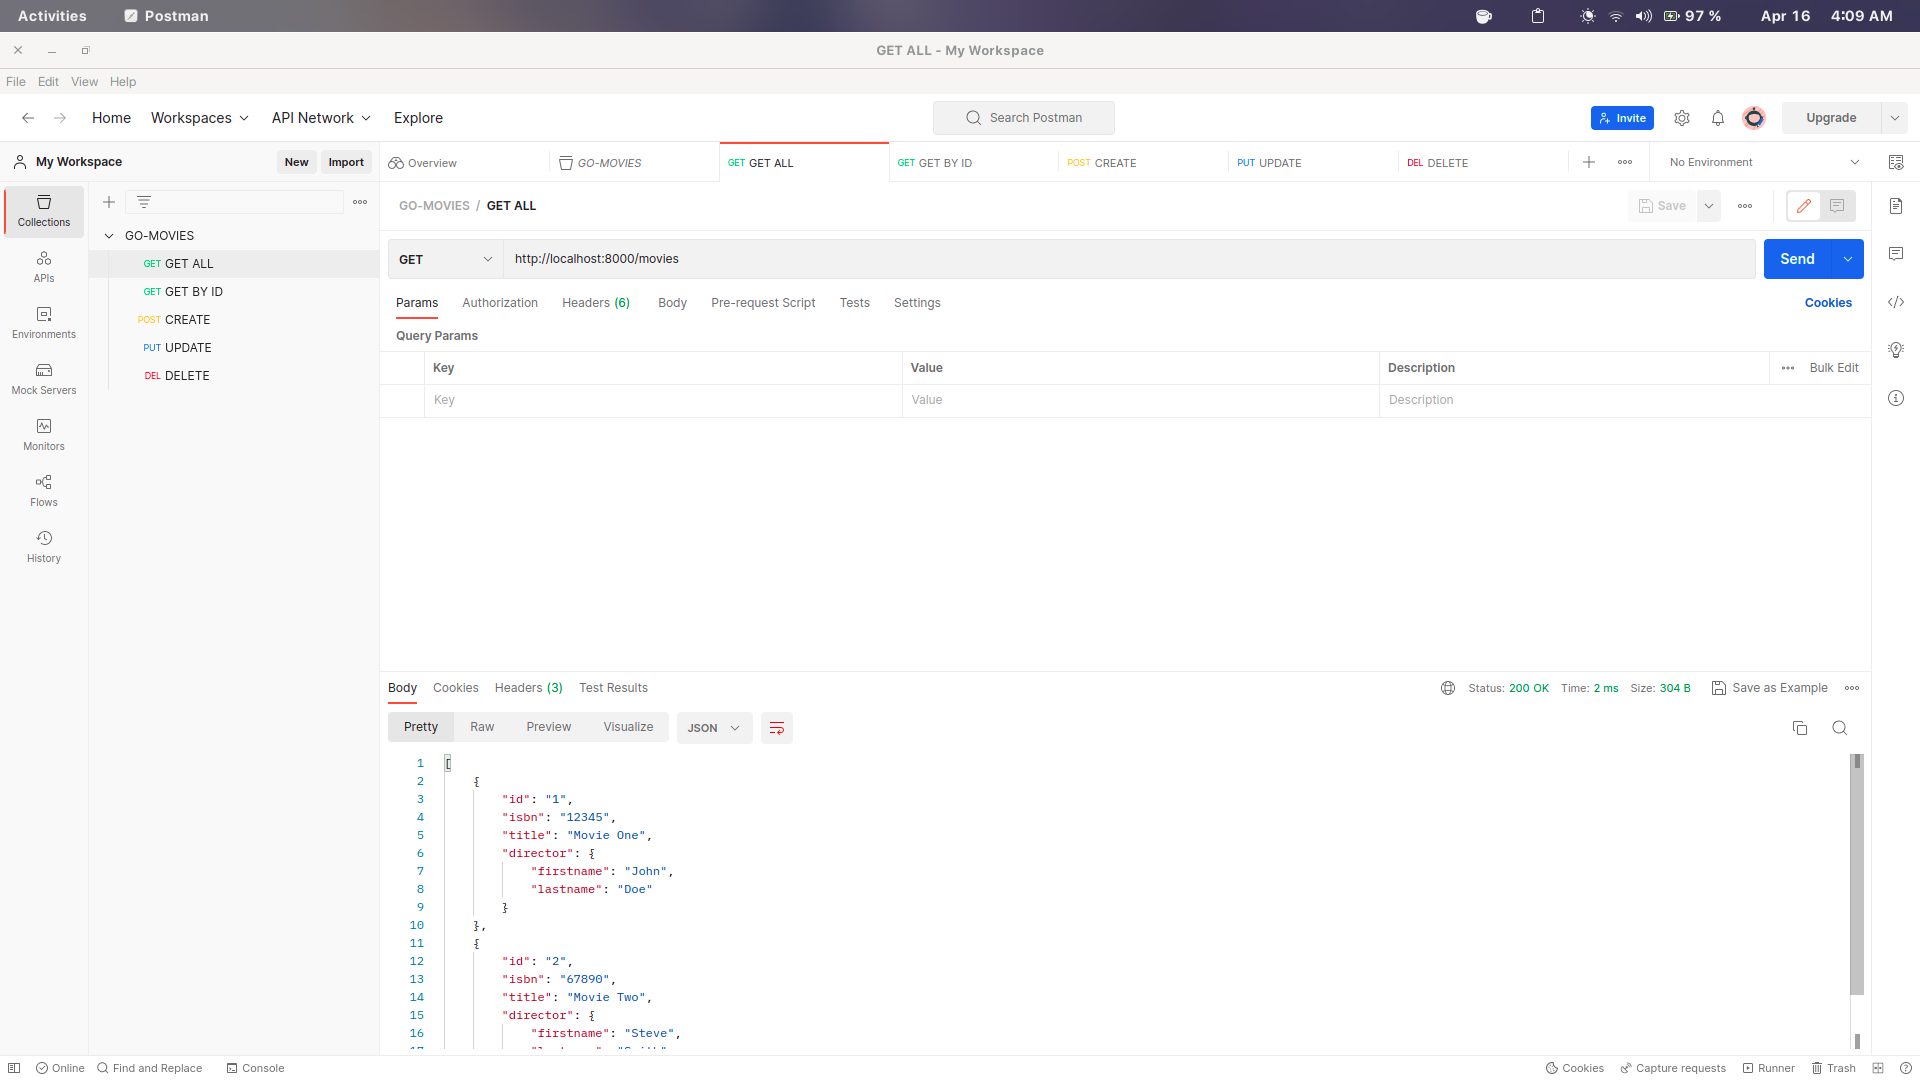 Activities Postman 97 % Apr 16 4:09 AM
GET ALL - My Workspace
File Edit View Help
Home Workspaces API Network Explore Search Postman Invite Upgrade
My Workspace New Import Overview GO-MOVIES GET GET ALL GET GET BY ID POST CREATE PUT UPDATE DEL DELETE No Environment
Collections
APIs
Environments
Mock Servers
Monitors
Flows
History
GO-MOVIES
GET GET ALL
GET GET BY ID
POST CREATE
PUT UPDATE
DEL DELETE
GO-MOVIES / GET ALL Save
GET http://localhost:8000/movies Send
Params Authorization Headers (6) Body Pre-request Script Tests Settings Cookies
Query Params
Key Value Description Bulk Edit
Key Value Description
Body Cookies Headers (3) Test Results Status: 200 OK Time: 2 ms Size: 304 B Save as Example
Pretty Raw Preview Visualize JSON
1 [
2 {
3 "id": "1",
4 "isbn": "12345",
5 "title": "Movie One",
6 "director": {
7 "firstname": "John",
8 "lastname": "Doe"
9 }
10 },
11 {
12 "id": "2",
13 "isbn": "67890",
14 "title": "Movie Two",
15 "director": {
16 "firstname": "Steve",
Online Find and Replace Console Cookies Capture requests Runner Trash